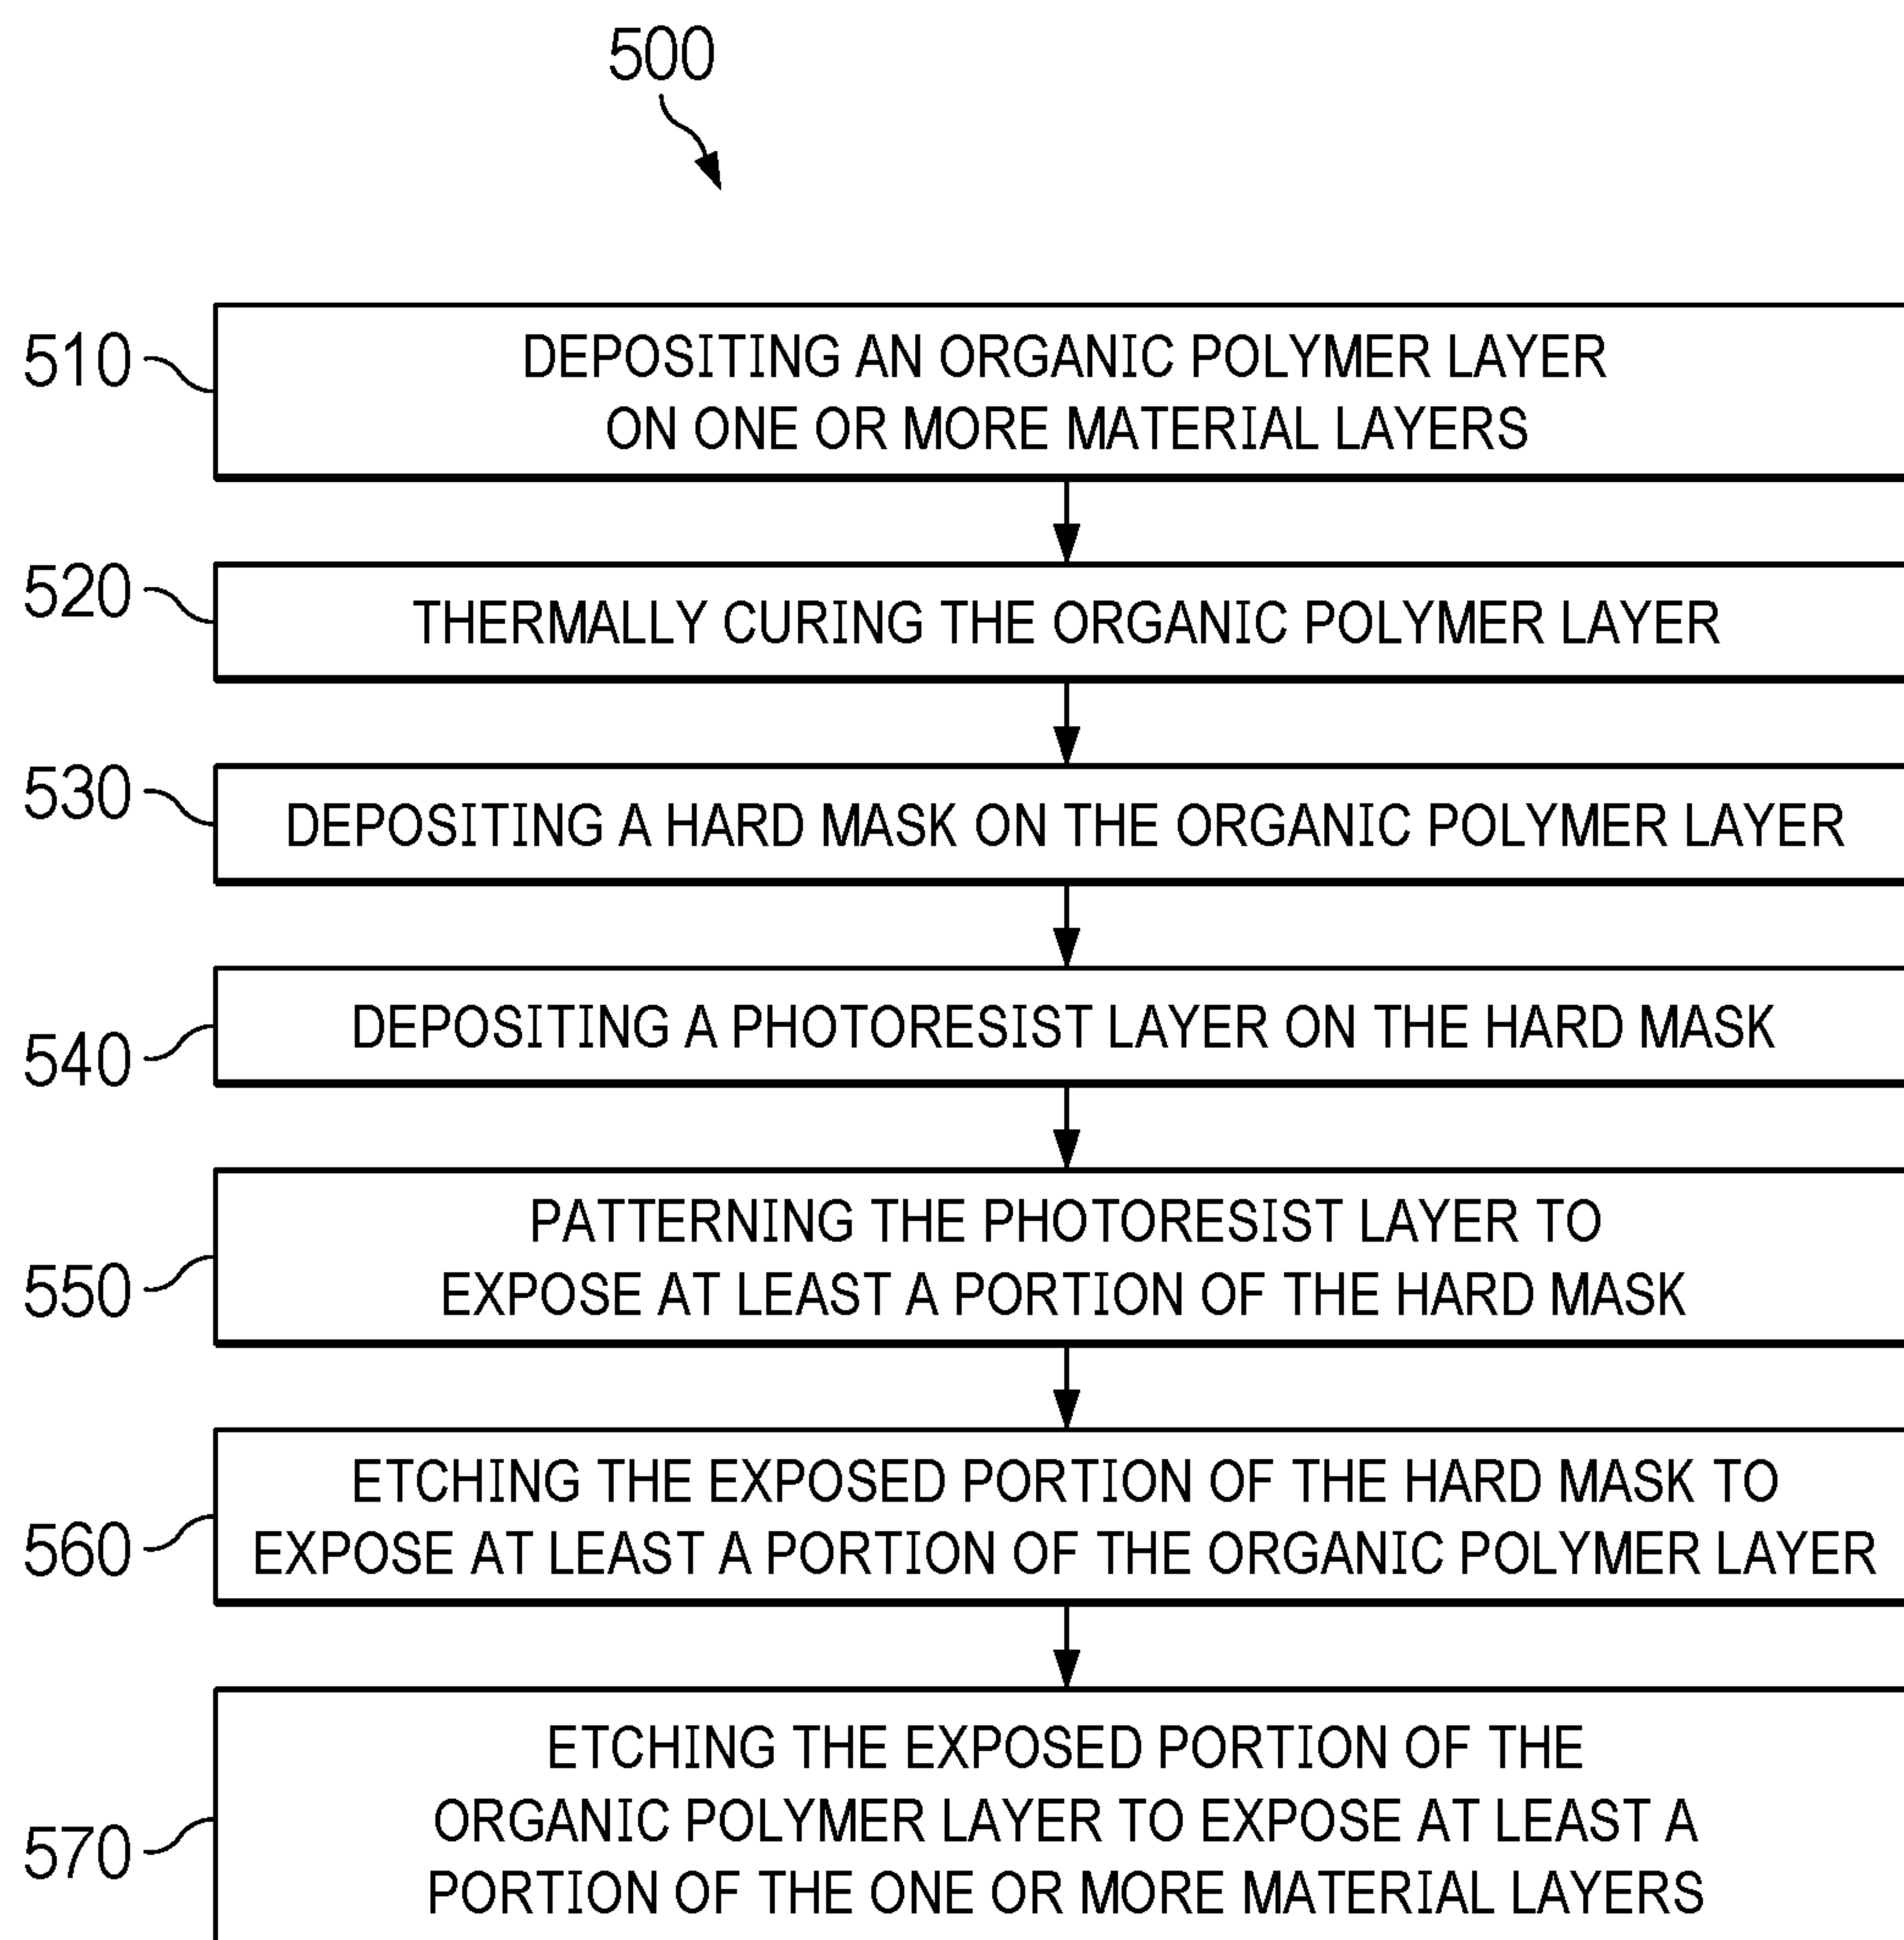 500
510
DEPOSITING AN ORGANIC POLYMER LAYER
ON ONE OR MORE MATERIAL LAYERS
520
THERMALLY CURING THE ORGANIC POLYMER LAYER
530
DEPOSITING A HARD MASK ON THE ORGANIC POLYMER LAYER
540
DEPOSITING A PHOTORESIST LAYER ON THE HARD MASK
550
PATTERNING THE PHOTORESIST LAYER TO
EXPOSE AT LEAST A PORTION OF THE HARD MASK
560
ETCHING THE EXPOSED PORTION OF THE HARD MASK TO
EXPOSE AT LEAST A PORTION OF THE ORGANIC POLYMER LAYER
570
ETCHING THE EXPOSED PORTION OF THE
ORGANIC POLYMER LAYER TO EXPOSE AT LEAST A
PORTION OF THE ONE OR MORE MATERIAL LAYERS